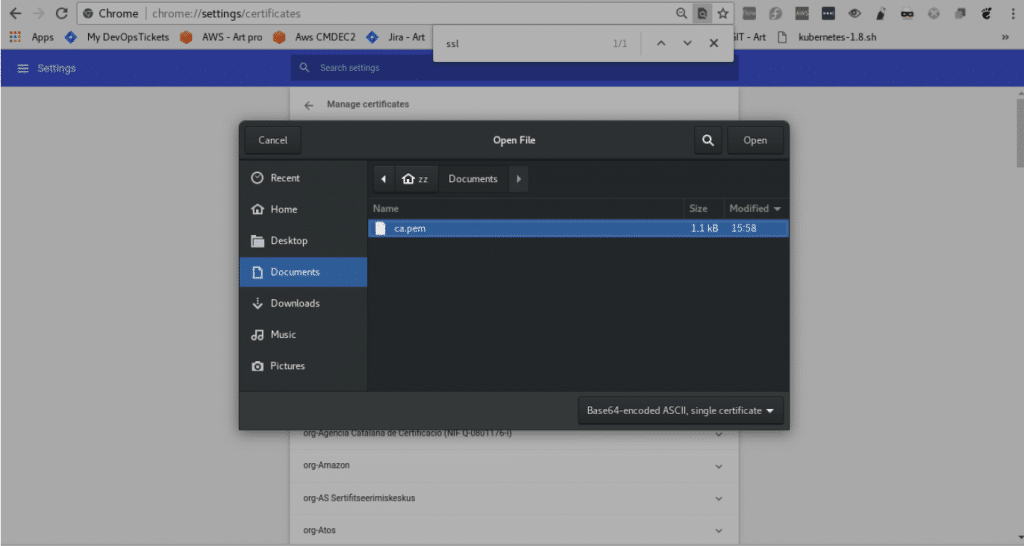 Chrome chrome://settings/certificates
Apps My DevOpsTickets AWS - Art pro Aws CMDEC2 Jira - Art GIT - Art kubernetes-1.8.sh »
ssl 1/1
Settings Search settings
Manage certificates
Cancel Open File Open
Recent
Home
Desktop
Documents
Downloads
Music
Pictures
zz Documents
Name Size Modified
ca.pem 1.1 kB 15:58
Base64-encoded ASCII, single certificate
org-Agencia Catalana de Certificacio (NIF Q-0801176-I)
org-Amazon
org-AS Sertifitseerimiskeskus
org-Atos